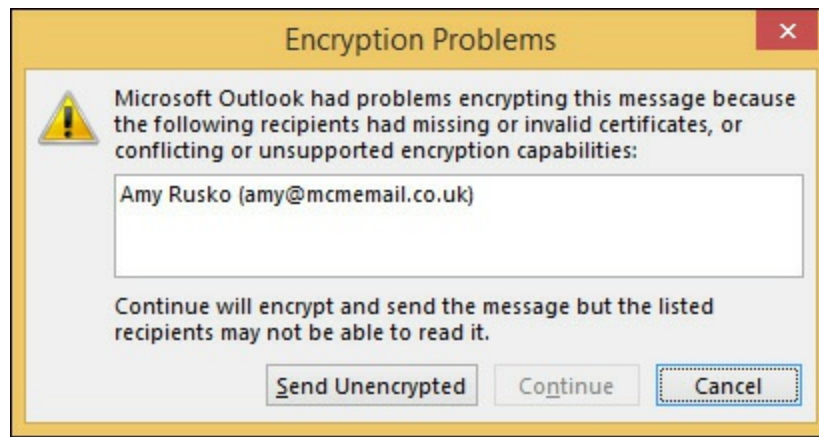 Encryption Problems
Microsoft Outlook had problems encrypting this message because
the following recipients had missing or invalid certificates, or
conflicting or unsupported encryption capabilities:
Amy Rusko (amy@mcmemail.co.uk)
Continue will encrypt and send the message but the listed
recipients may not be able to read it.
Send Unencrypted Continue Cancel